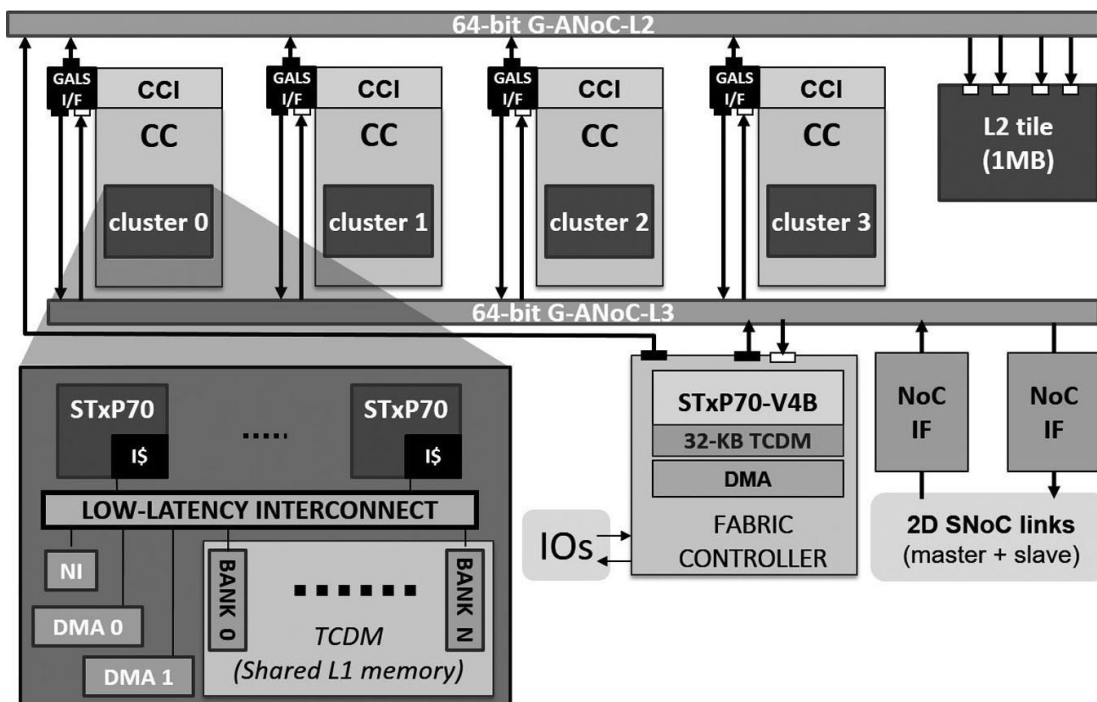 64-bit G-ANoC-L2
GALS
I/F
CCI
CC
cluster 0
GALS
I/F
CCI
CC
cluster 1
GALS
I/F
CCI
CC
cluster 2
GALS
I/F
CCI
CC
cluster 3
L2 tile
(1MB)
64-bit G-ANoC-L3
STxP70
I$
......
STxP70
I$
LOW-LATENCY INTERCONNECT
NI
DMA 0
DMA 1
BANK 0
BANK N
TCDM
(Shared L1 memory)
STxP70-V4B
32-KB TCDM
DMA
FABRIC
CONTROLLER
IOs
NoC
IF
NoC
IF
2D SNoC links
(master + slave)